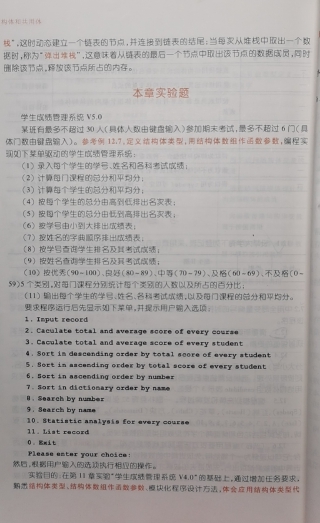 栈"，这时动态建立一个链表的节点，并连接到链表的结尾；当每次从堆栈中取出一个数
据时，称为"弹出堆栈"，这意味着从链表的最后一个节点中取出该节点的数据成员，同时
删除该节点，释放该节点所占的内存。
本章实验题
学生成绩管理系统 V5.0
某班有最多不超过 30 人(具体人数由键盘输入)参加期末考试，最多不超过 6 门(具
体门数由键盘输入)。参考例 12.7，定义结构体类型，用结构体数组作函数参数，编程实
现如下菜单驱动的学生成绩管理系统：
(1) 录入每个学生的学号、姓名和各科考试成绩；
(2) 计算每门课程的总分和平均分；
(3) 计算每个学生的总分和平均分；
(4) 按每个学生的总分由高到低排出名次表；
(5) 按每个学生的总分由低到高排出名次表；
(6) 按学号由小到大排出成绩表；
(7) 按姓名的字典顺序排出成绩表；
(8) 按学号查询学生排名及其考试成绩；
(9) 按姓名查询学生排名及其考试成绩；
(10) 按优秀(90~100)、良好(80~89)、中等(70~79)、及格(60~69)、不及格(0~
59)5 个类别，对每门课程分别统计每个类别的人数以及所占的百分比；
(11) 输出每个学生的学号、姓名、各科考试成绩，以及每门课程的总分和平均分。
要求程序运行后先显示如下菜单，并提示用户输入选项：
1. Input record
2. Caculate total and average score of every course
3. Caculate total and average score of every student
4. Sort in descending order by total score of every student
5. Sort in ascending order by total score of every student
6. Sort in ascending order by number
7. Sort in dictionary order by name
8. Search by number
9. Search by name
10. Statistic analysis for every course
11. List record
0. Exit
Please enter your choice:
然后，根据用户输入的选项执行相应的操作。
实验目的：在第 11 章实验"学生成绩管理系统 V4.0"的基础上，通过增加任务要求，
熟悉结构体类型、结构体数组作函数参数、模块化程序设计方法，体会应用结构体类型代